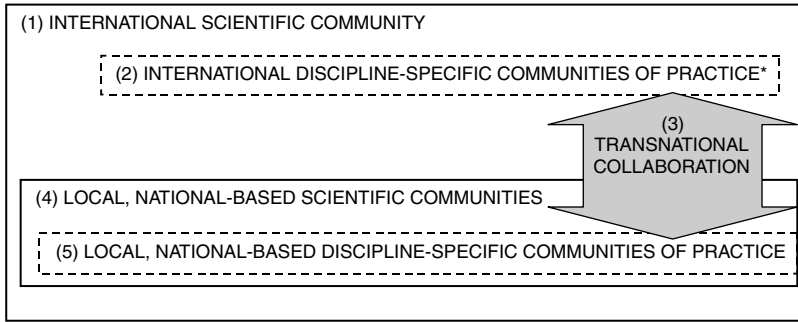 (1) INTERNATIONAL SCIENTIFIC COMMUNITY
(2) INTERNATIONAL DISCIPLINE-SPECIFIC COMMUNITIES OF PRACTICE*
(3)
TRANSNATIONAL
COLLABORATION
(4) LOCAL, NATIONAL-BASED SCIENTIFIC COMMUNITIES
(5) LOCAL, NATIONAL-BASED DISCIPLINE-SPECIFIC COMMUNITIES OF PRACTICE